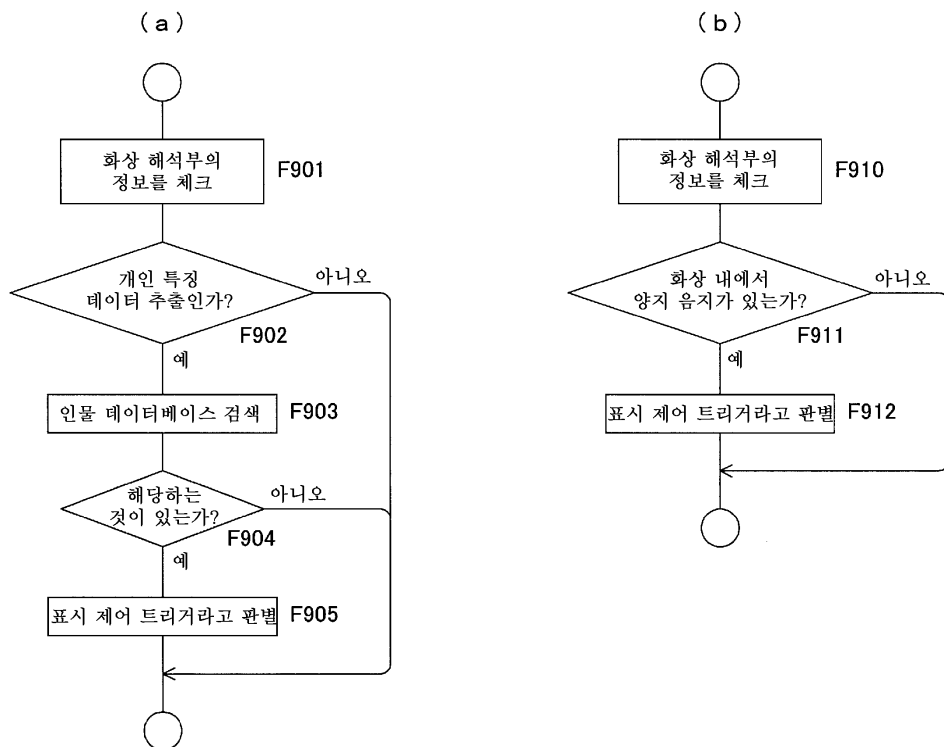 (a)
화상 해석부의
정보를 체크
F901
개인 특징
데이터 추출인가?
아니오
F902
예
인물 데이터베이스 검색
F903
해당하는
것이 있는가?
아니오
F904
예
표시 제어 트리거라고 판별
F905
(b)
화상 해석부의
정보를 체크
F910
화상 내에서
양지 음지가 있는가?
아니오
F911
예
표시 제어 트리거라고 판별
F912